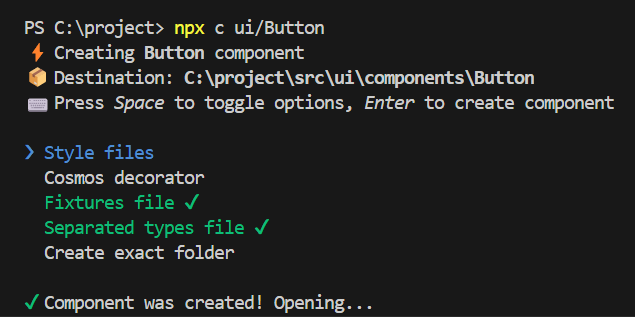 PS C:\project> npx c ui/Button
⚡ Creating Button component
📦 Destination: C:\project\src\ui\components\Button
⌨️ Press Space to toggle options, Enter to create component
❯ Style files
Cosmos decorator
Fixtures file ✓
Separated types file ✓
Create exact folder
✓ Component was created! Opening...